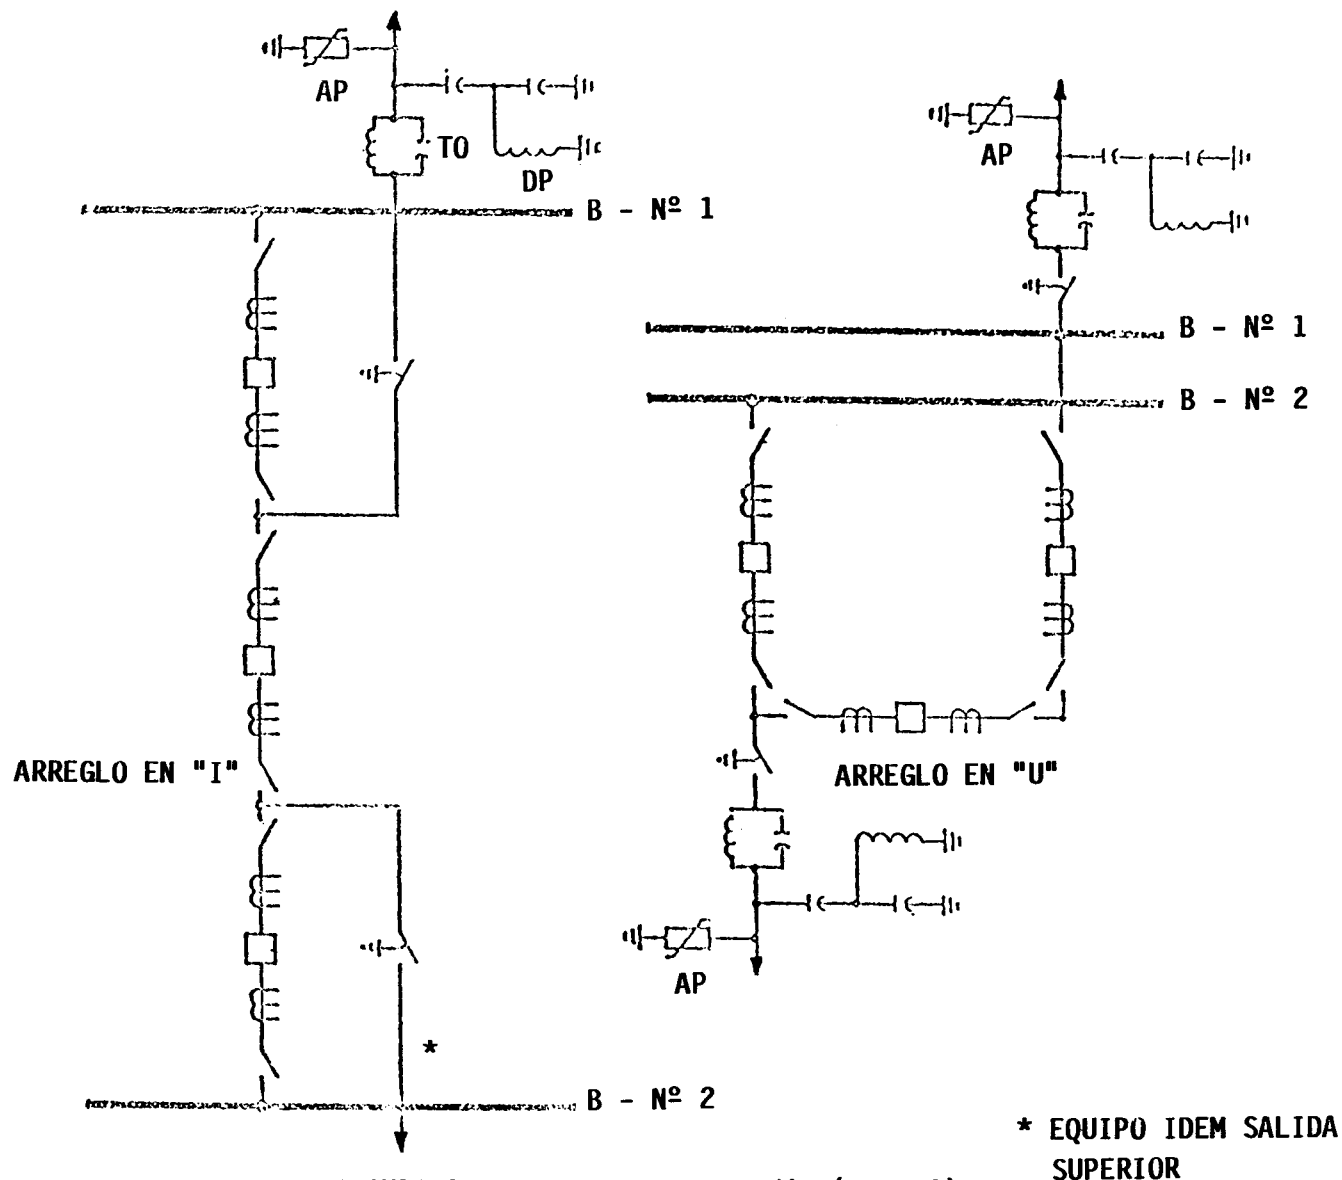 AP
TO
DP
B - Nº 1
AP
B - Nº 1
B - Nº 2
ARREGLO EN "I"
ARREGLO EN "U"
AP
*
B - Nº 2
* EQUIPO IDEM SALIDA
SUPERIOR